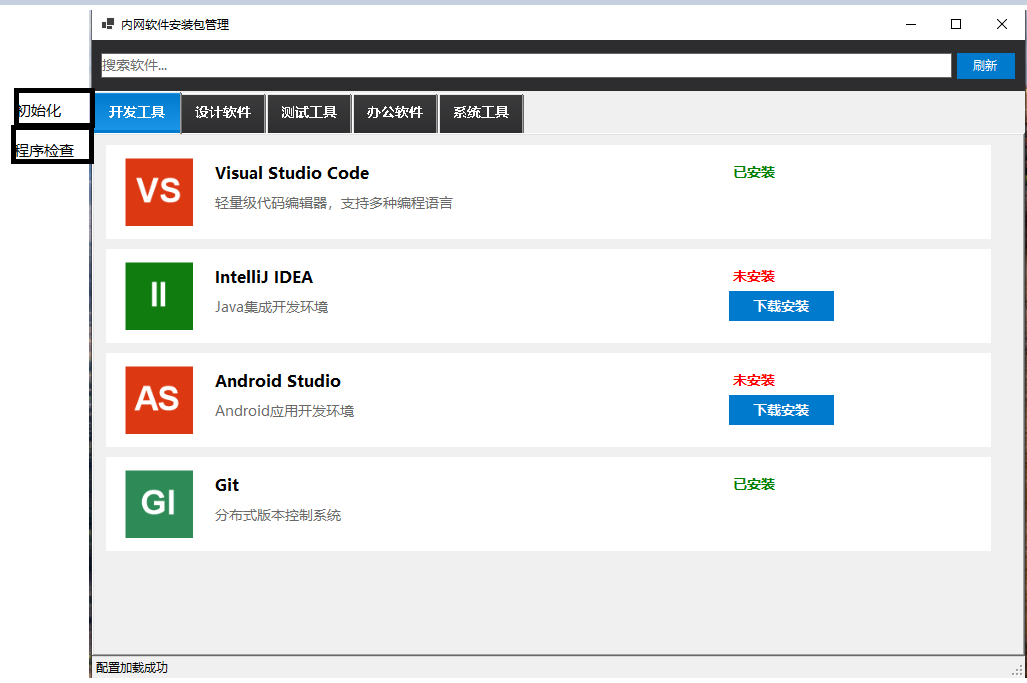 内网软件安装包管理
搜索软件...
刷新
初始化
程序检查
开发工具
设计软件
测试工具
办公软件
系统工具
VS
Visual Studio Code
轻量级代码编辑器，支持多种编程语言
已安装
II
IntelliJ IDEA
Java集成开发环境
未安装
下载安装
AS
Android Studio
Android应用开发环境
未安装
下载安装
GI
Git
分布式版本控制系统
已安装
配置加载成功